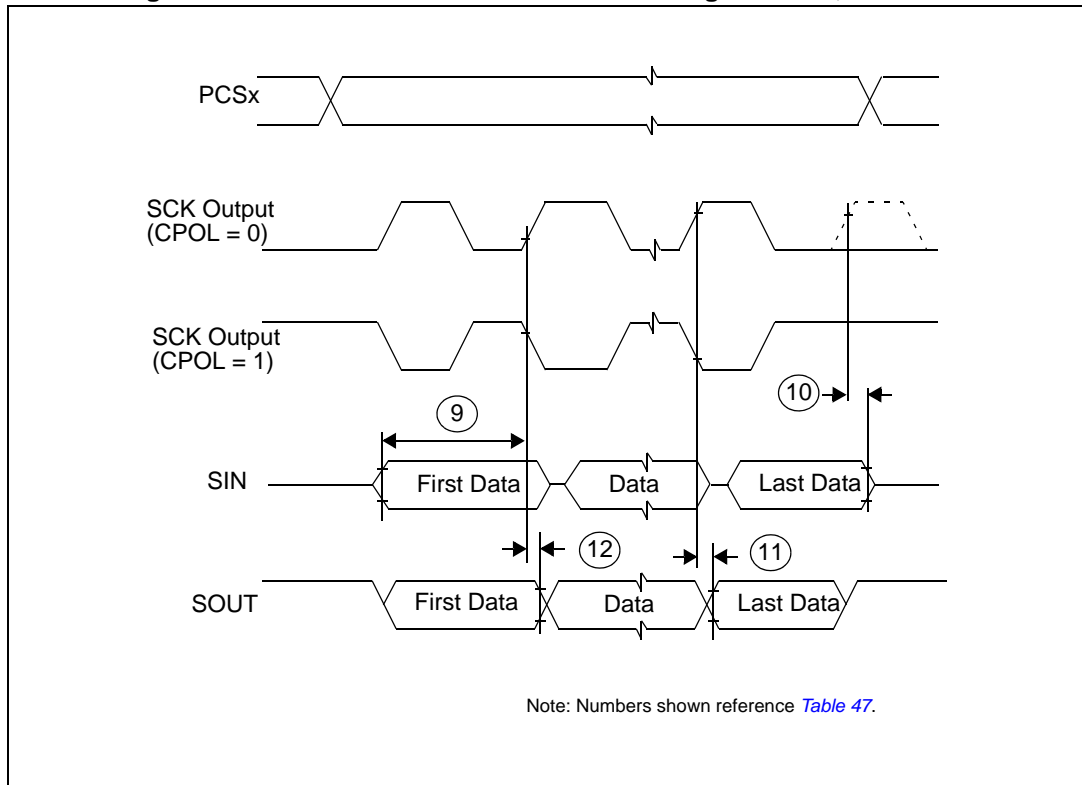 PCSx
SCK Output
(CPOL = 0)
SCK Output
(CPOL = 1)
10
9
SIN
First Data
Data
Last Data
12
11
SOUT
First Data
Data
Last Data
Note: Numbers shown reference Table 47.